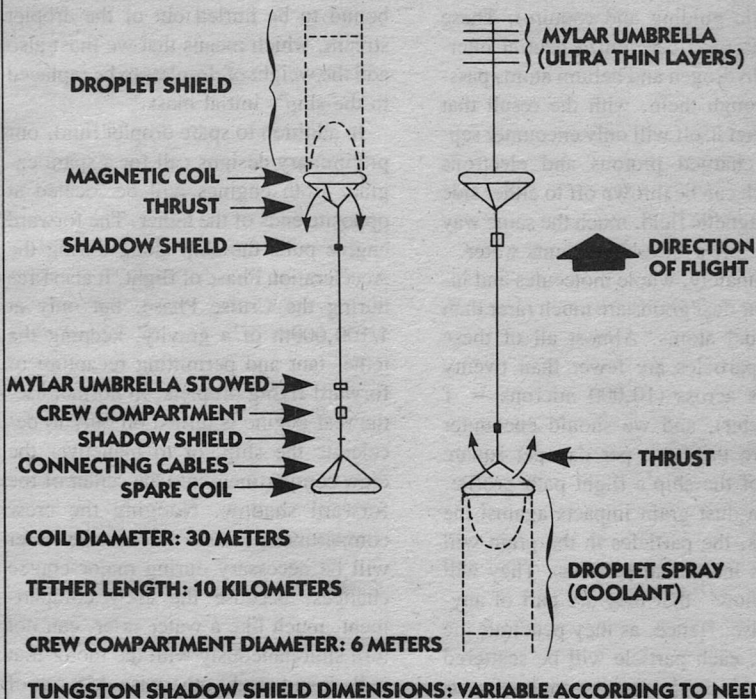 MYLAR UMBRELLA
(ULTRA THIN LAYERS)
DROPLET SHIELD
MAGNETIC COIL
THRUST
SHADOW SHIELD
DIRECTION
OF FLIGHT
MYLAR UMBRELLA STOWED
CREW COMPARTMENT
SHADOW SHIELD
CONNECTING CABLES
SPARE COIL
THRUST
COIL DIAMETER: 30 METERS
DROPLET SPRAY
(COOLANT)
TETHER LENGTH: 10 KILOMETERS
CREW COMPARTMENT DIAMETER: 6 METERS
TUNGSTON SHADOW SHIELD DIMENSIONS: VARIABLE ACCORDING TO NEED